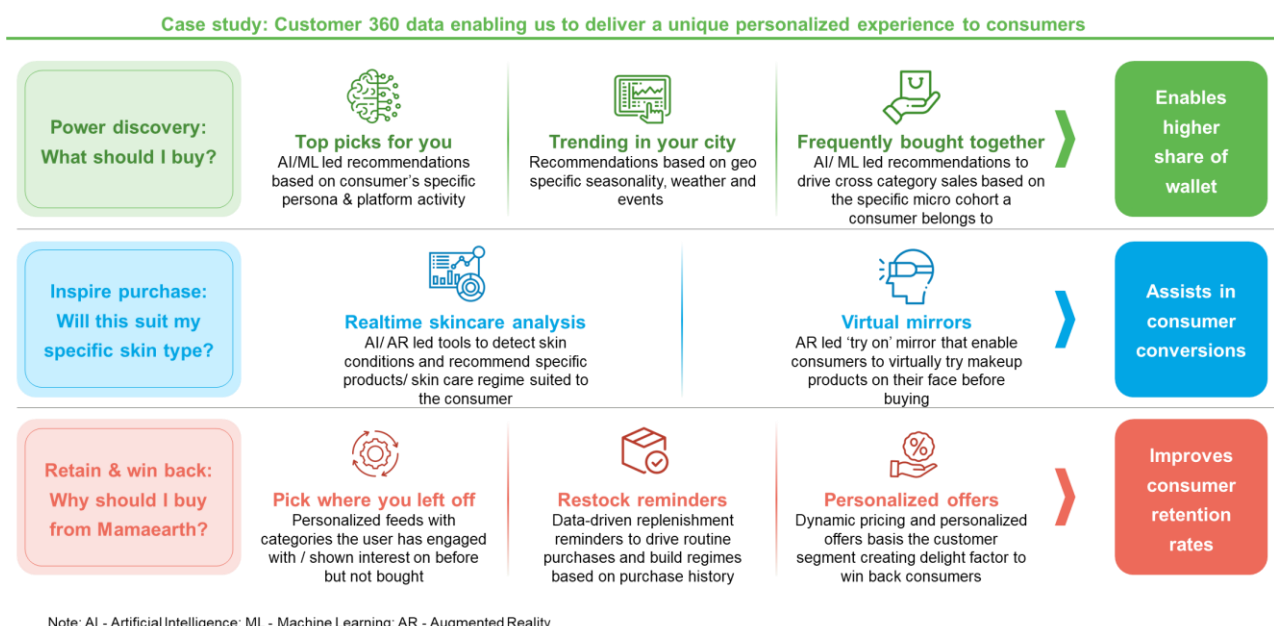 Case study: Customer 360 data enabling us to deliver a unique personalized experience to consumers
Power discovery:
What should I buy?
Top picks for you
AI/ML led recommendations
based on consumer's specific
persona & platform activity
Trending in your city
Recommendations based on geo
specific seasonality, weather and
events
Frequently bought together
AI/ ML led recommendations to
drive cross category sales based on
the specific micro cohort a
consumer belongs to
Enables
higher
share of
wallet
Inspire purchase:
Will this suit my
specific skin type?
Realtime skincare analysis
AI/ AR led tools to detect skin
conditions and recommend specific
products/ skin care regime suited to
the consumer
Virtual mirrors
AR led ‘try on’ mirror that enable
consumers to virtually try makeup
products on their face before
buying
Assists in
consumer
conversions
Retain & win back:
Why should I buy
from Mamaearth?
Pick where you left off
Personalized feeds with
categories the user has engaged
with / shown interest on before
but not bought
Restock reminders
Data-driven replenishment
reminders to drive routine
purchases and build regimes
based on purchase history
Personalized offers
Dynamic pricing and personalized
offers basis the customer
segment creating delight factor to
win back consumers
Improves
consumer
retention
rates
Note: AI - Artificial Intelligence; ML - Machine Learning; AR - Augmented Reality